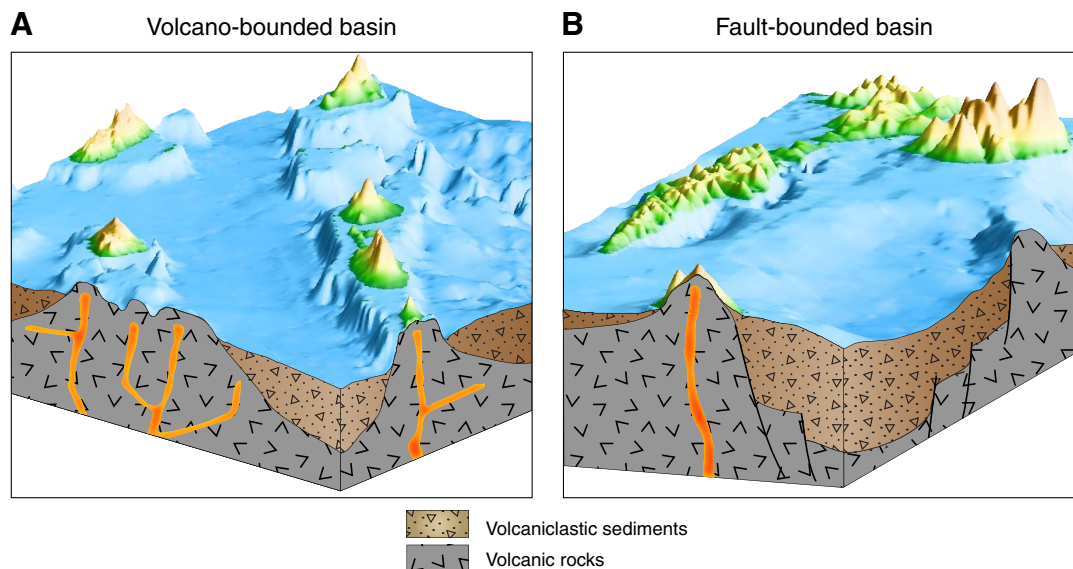 A
Volcano-bounded basin
B
Fault-bounded basin
Volcaniclastic sediments
Volcanic rocks